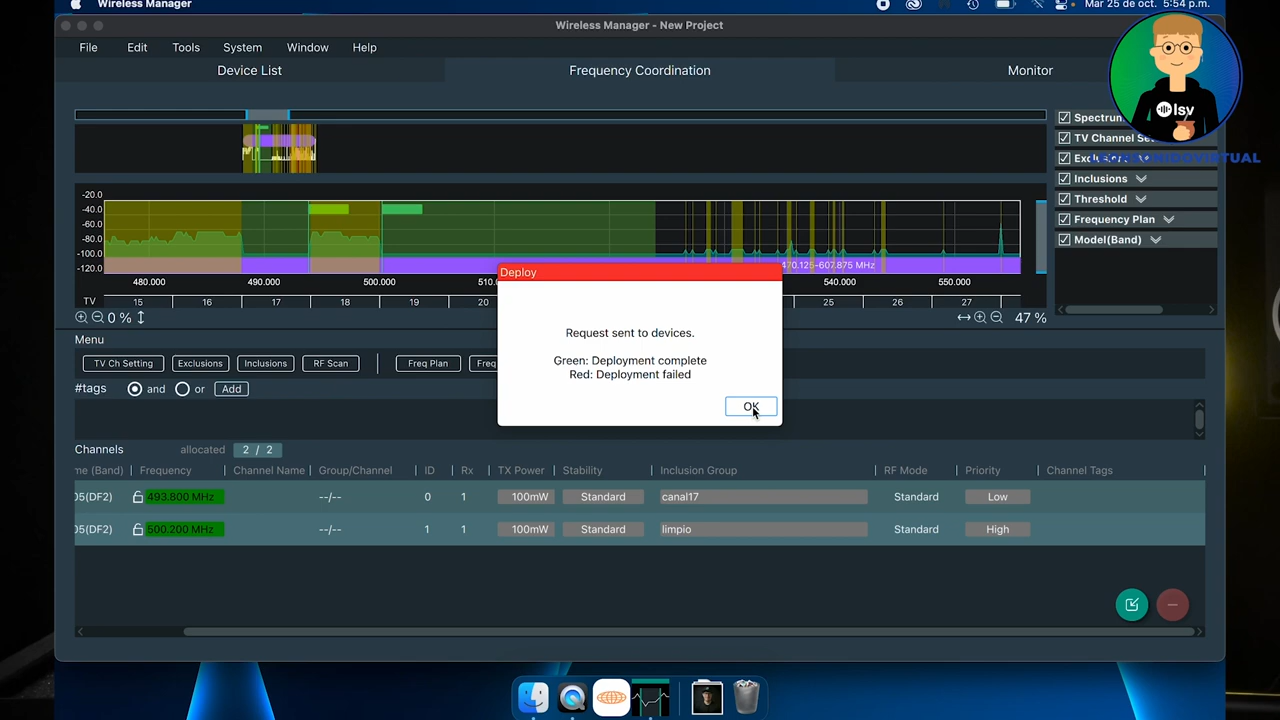 Wireless Manager
Mar 25 de oct. 5:54 p.m.
Wireless Manager - New Project
File Edit Tools System Window Help
Device List Frequency Coordination Monitor
lsv
Spectrum
TV Channel Se
Inclusions
Threshold
Frequency Plan
Model(Band)
-20.0
-40.0
-60.0
-80.0
-100.0
-120.0
470.125-607.875 MHz
480.000 490.000 500.000 510.0 540.000 550.000
TV 15 16 17 18 19 20 25 26 27
0 % 47 %
Menu
TV Ch Setting Exclusions Inclusions RF Scan Freq Plan Freq
#tags and or Add
Deploy
Request sent to devices.
Green: Deployment complete
Red: Deployment failed
OK
Channels allocated 2 / 2
me (Band) Frequency Channel Name Group/Channel ID Rx TX Power Stability Inclusion Group RF Mode Priority Channel Tags
05(DF2) 493.800 MHz --/-- 0 1 100mW Standard canal17 Standard Low
05(DF2) 500.200 MHz --/-- 1 1 100mW Standard limpio Standard High